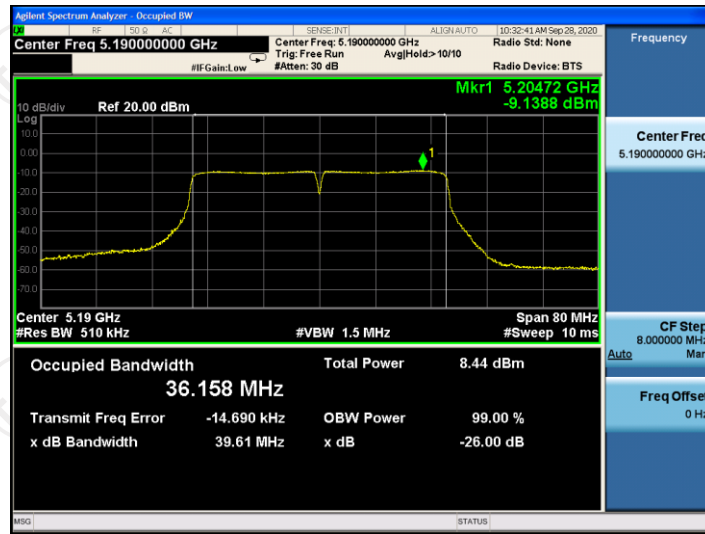 Agilent Spectrum Analyzer - Occupied BW
LXI RF 50 Ω AC SENSE:INT ALIGN AUTO 10:32:41 AM Sep 28, 2020
Center Freq 5.190000000 GHz Center Freq: 5.190000000 GHz Radio Std: None Frequency
Trig: Free Run Avg|Hold:>10/10
#IFGain:Low #Atten: 30 dB Radio Device: BTS
Mkr1 5.20472 GHz
10 dB/div Ref 20.00 dBm -9.1388 dBm
Log
10.0
0.00
-10.0
-20.0
-30.0
-40.0
-50.0
-60.0
-70.0
1
Center Freq
5.190000000 GHz
Center 5.19 GHz Span 80 MHz
#Res BW 510 kHz #VBW 1.5 MHz #Sweep 10 ms
CF Step
8.000000 MHz
Auto Man
Occupied Bandwidth Total Power 8.44 dBm
36.158 MHz
Transmit Freq Error -14.690 kHz OBW Power 99.00 %
x dB Bandwidth 39.61 MHz x dB -26.00 dB
Freq Offset
0 Hz
MSG STATUS